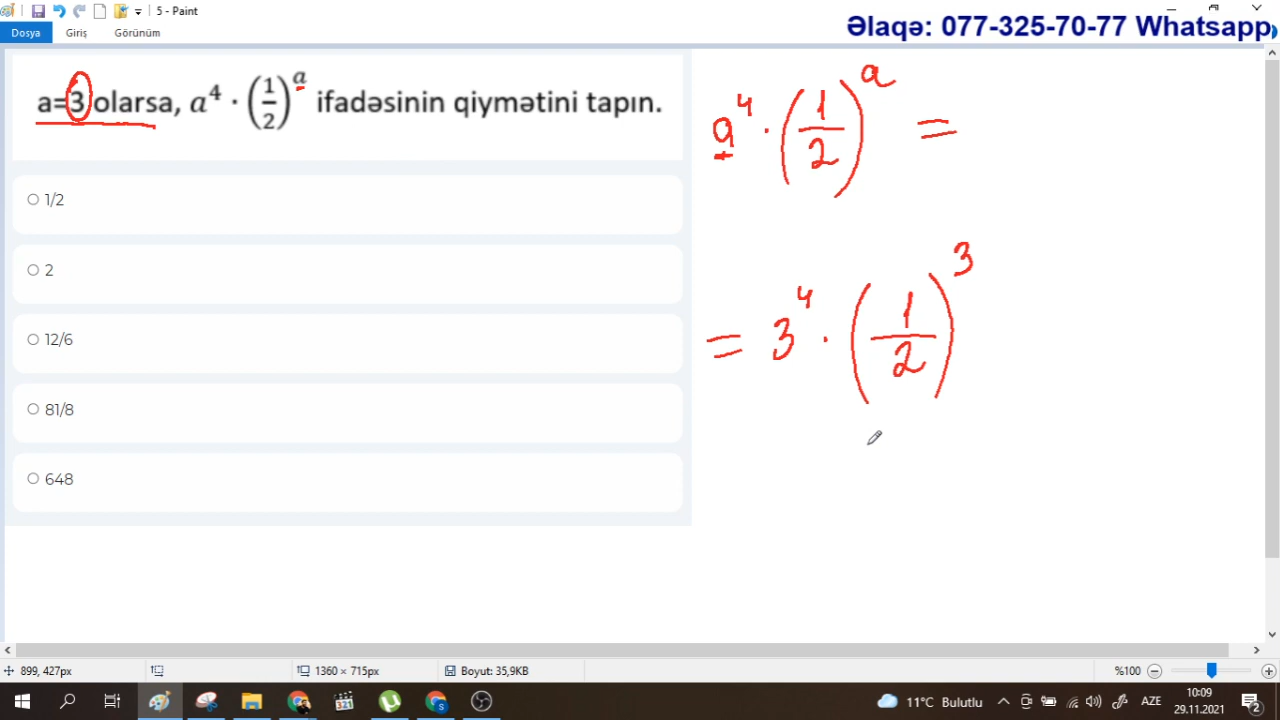 5 - Paint
Əlaqə: 077-325-70-77 Whatsapp
Dosya Giriş Görünüm
a=3 olarsa, a⁴ · (1/2)ᵃ ifadəsinin qiymətini tapın.
1/2
2
12/6
81/8
648
a⁴ · (1/2)ᵃ =
= 3⁴ · (1/2)³
899, 427px 1360 × 715px Boyut: 35,9KB %100
11°C Bulutlu AZE 10:09
29.11.2021 2